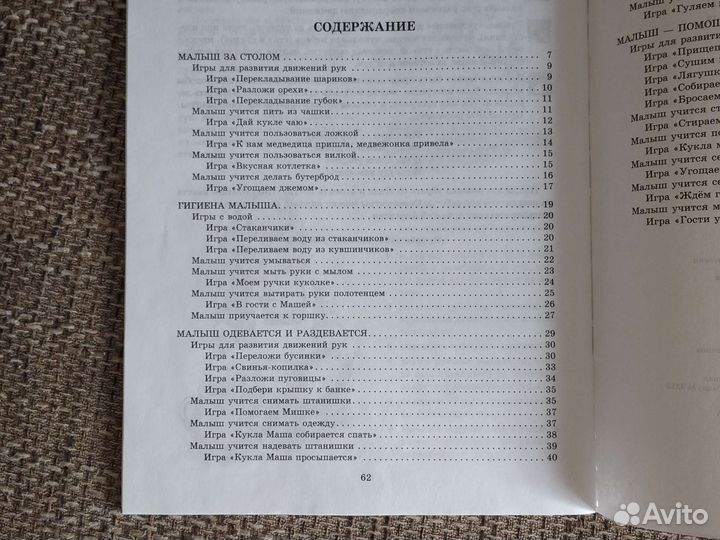 СОДЕРЖАНИЕ
МАЛЫШ ЗА СТОЛОМ 7
Игры для развития движений рук 9
Игра «Перекладывание шариков» 9
Игра «Разложи орехи» 10
Игра «Перекладывание губок» 11
Малыш учится пить из чашки 11
Игра «Дай кукле чаю» 12
Малыш учится пользоваться ложкой 13
Игра «К нам медведица пришла, медвежонка привела» 14
Малыш учится пользоваться вилкой 15
Игра «Вкусная котлетка» 15
Малыш учится делать бутерброд 16
Игра «Угощаем джемом» 17
ГИГИЕНА МАЛЫША 19
Игры с водой 20
Игра «Стаканчики» 20
Игра «Переливаем воду из стаканчиков» 20
Игра «Переливаем воду из кувшинчиков» 21
Малыш учится умываться 22
Малыш учится мыть руки с мылом 23
Игра «Моем ручки куколке» 24
Малыш учится вытирать руки полотенцем 25
Игра «В гости с Машей» 26
Малыш приучается к горшку 27
МАЛЫШ ОДЕВАЕТСЯ И РАЗДЕВАЕТСЯ 29
Игры для развития движений рук 30
Игра «Переложи бусинки» 30
Игра «Свинья-копилка» 33
Игра «Разложи пуговицы» 34
Игра «Подбери крышку к банке» 35
Малыш учится снимать штанишки 35
Игра «Помогаем Мишке» 37
Малыш учится снимать одежду 37
Игра «Кукла Маша собирается спать» 38
Малыш учится надевать штанишки 39
Игра «Кукла Маша просыпается» 40
62
Игра «Гуляем
МАЛЫШ — ПОМОЩ
Игры для развития
Игра «Прищеп
Игра «Сушим
Игра «Лягушк
Игра «Собирае
Игра «Бросаем
Малыш учится ст
Игра «Стираем
Малыш учится по
Игра «Кукла М
Малыш учится се
Игра «Угощае
Малыш учится се
Игра «Ждём г
Малыш учится м
Игра «Гости у
Avito